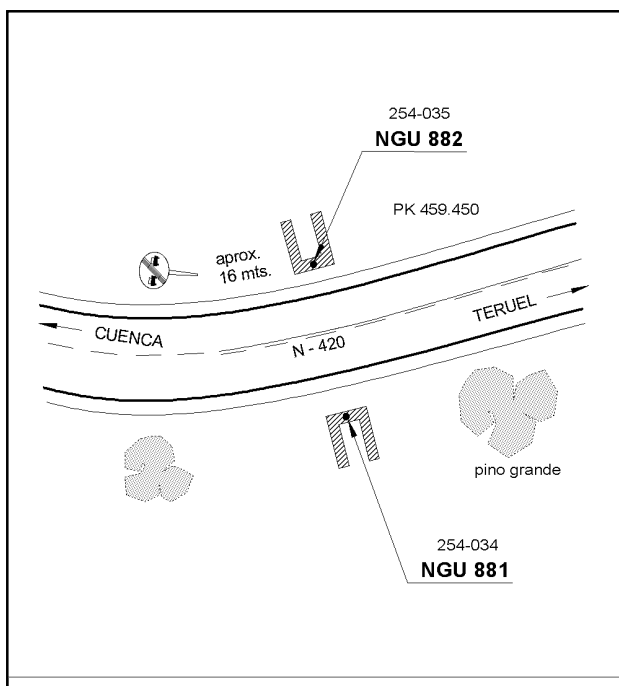 254-035
NGU 882
PK 459.450
aprox.
16 mts.
CUENCA
TERUEL
N - 420
pino grande
254-034
NGU 881